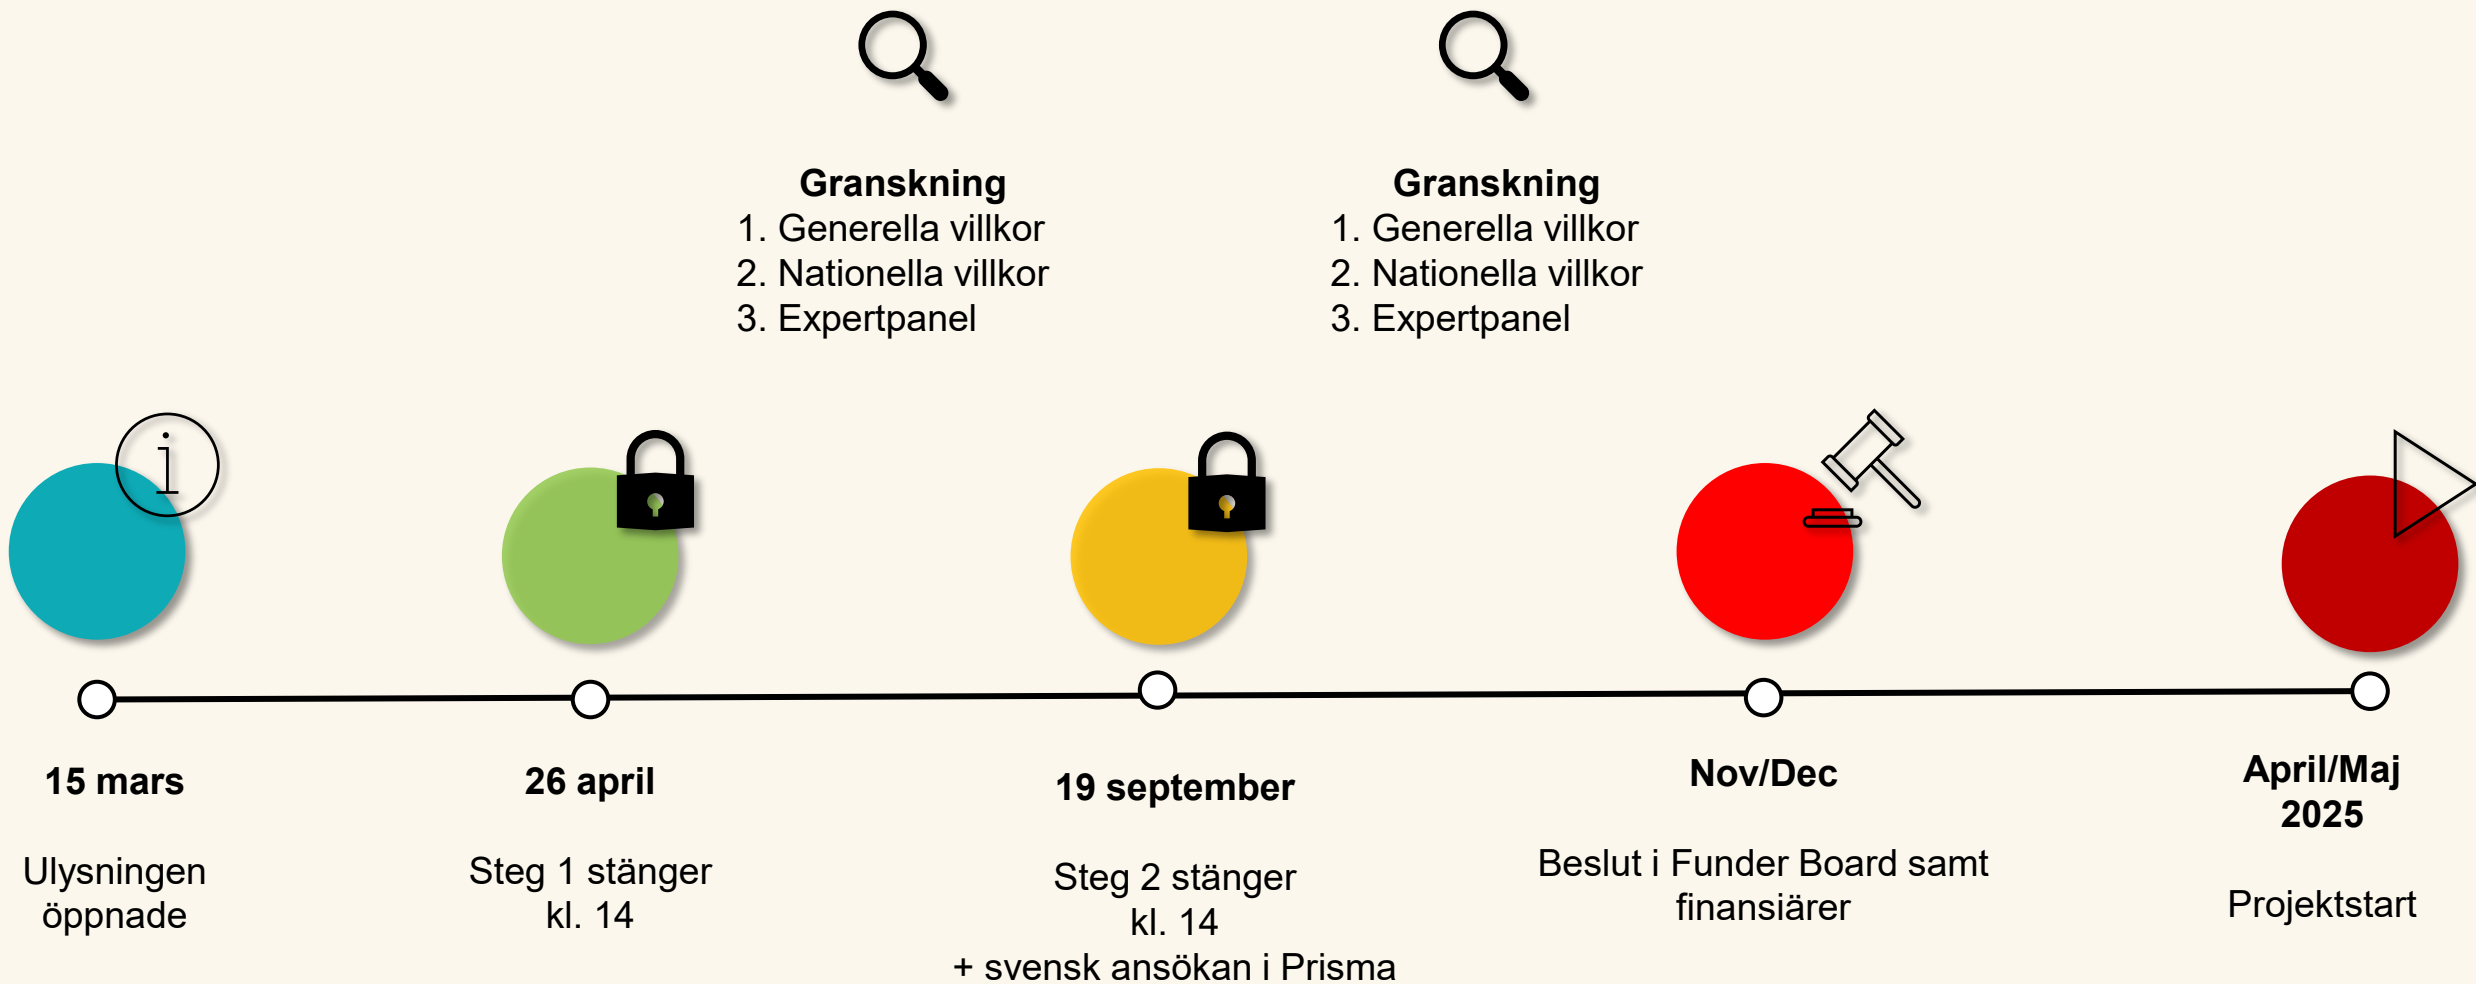 Granskning
1. Generella villkor
2. Nationella villkor
3. Expertpanel
Granskning
1. Generella villkor
2. Nationella villkor
3. Expertpanel
i
15 mars
Ulysningen
öppnade
26 april
Steg 1 stänger
kl. 14
19 september
Steg 2 stänger
kl. 14
+ svensk ansökan i Prisma
Nov/Dec
Beslut i Funder Board samt
finansiärer
April/Maj
2025
Projektstart